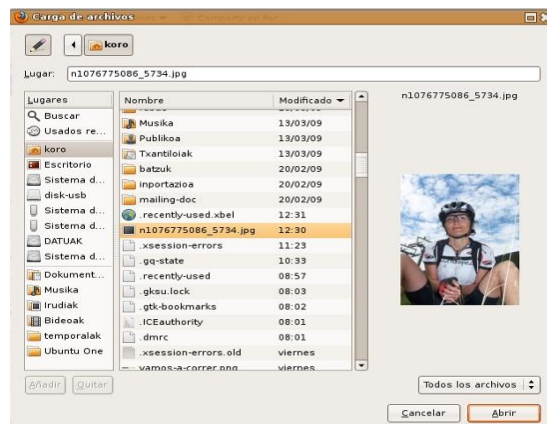 Carga de archivos
koro
Lugar: n1076775086_5734.jpg
n1076775086_5734.jpg
Lugares
Buscar
Usados re...
koro
Escritorio
Sistema d...
disk-usb
Sistema d...
Sistema d...
DATUAK
Sistema d...
Dokument...
Musika
Irudiak
Bideoak
temporalak
Ubuntu One
Nombre Modificado
Musika 13/03/09
Publikoa 13/03/09
Txantiloiak 13/03/09
batzuk 20/02/09
inportazioa 20/02/09
mailing-doc 20/02/09
.recently-used.xbel 12:31
n1076775086_5734.jpg 12:30
.xsession-errors 11:23
.gq-state 10:33
.recently-used 08:57
.gksu.lock 08:03
.gtk-bookmarks 08:02
.ICEauthority 08:01
.dmrc 08:01
.xsession-errors.old viernes
vamos-a-correr.png viernes
Añadir Quitar
Todos los archivos
Cancelar Abrir